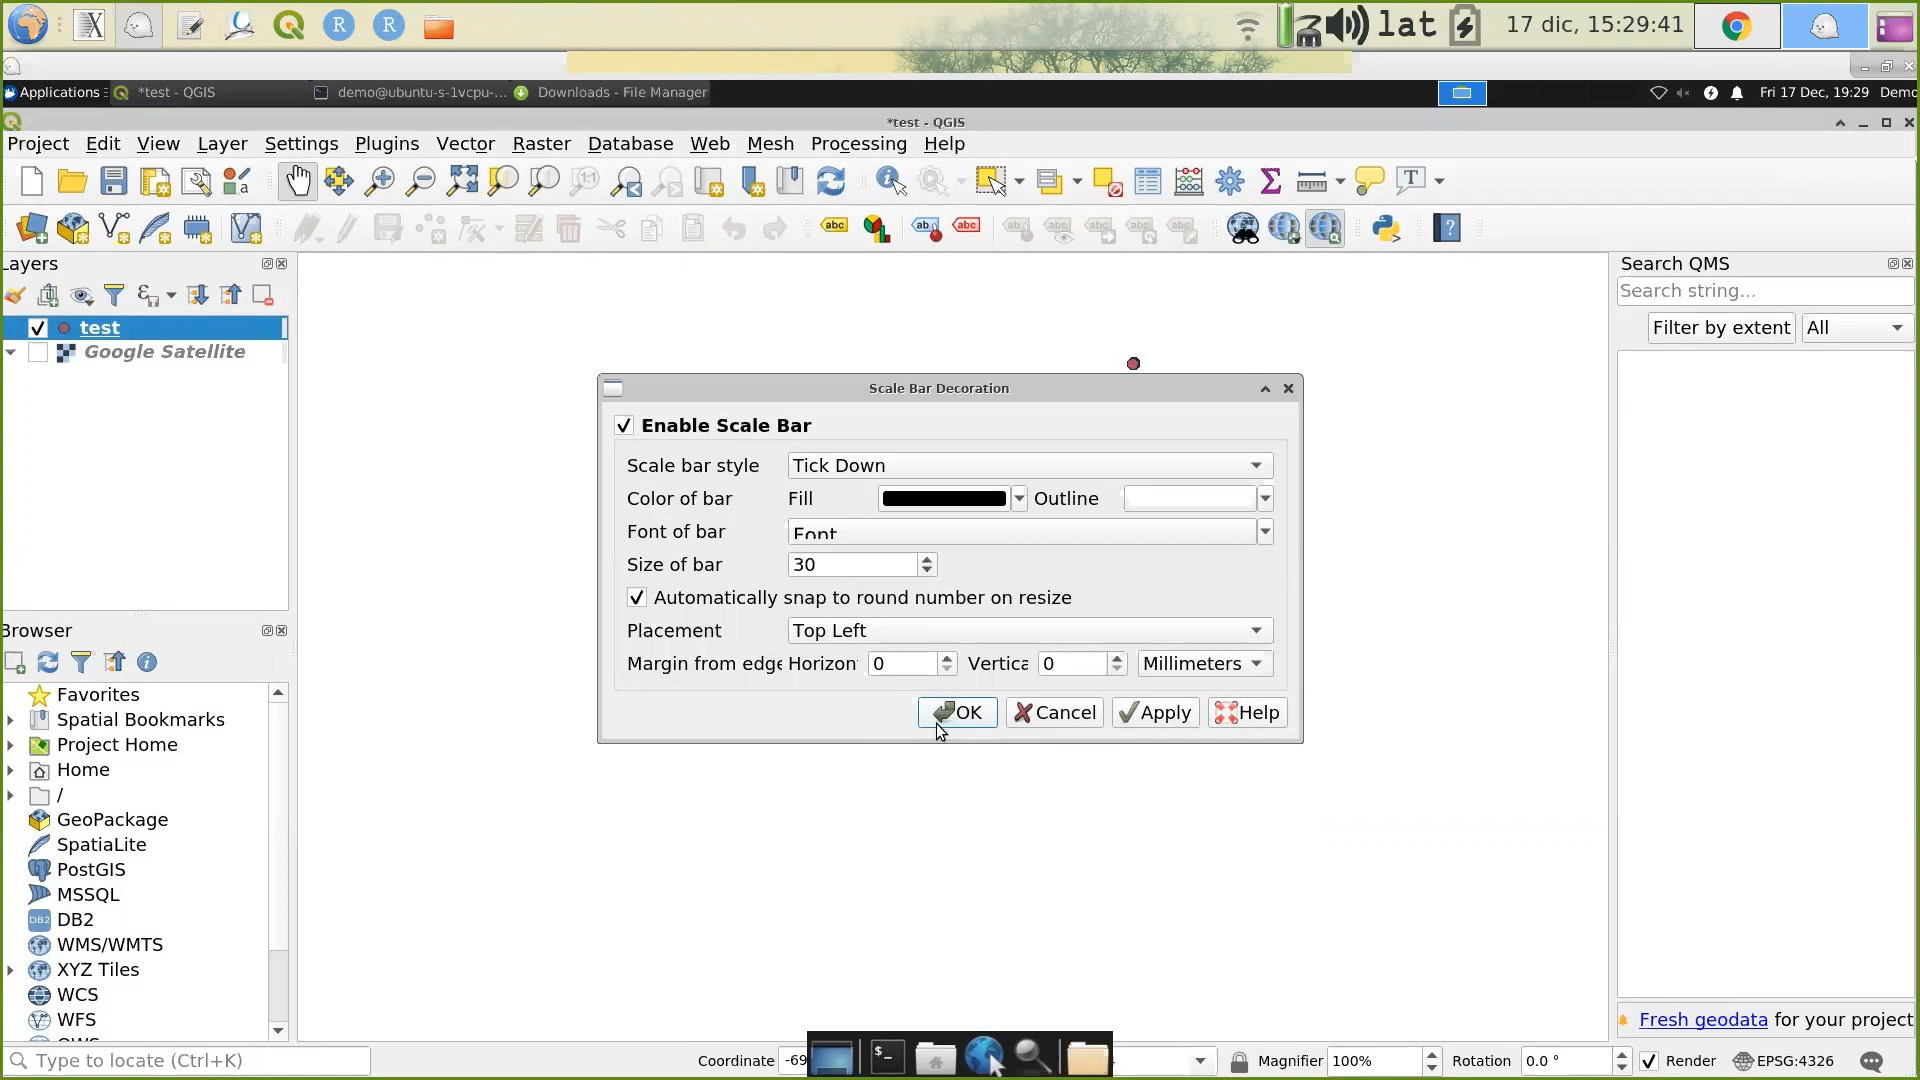 lat 17 dic, 15:29:41
Applications *test - QGIS demo@ubuntu-s-1vcpu-... Downloads - File Manager Fri 17 Dec, 19:29 Demo
*test - QGIS
Project Edit View Layer Settings Plugins Vector Raster Database Web Mesh Processing Help
Layers
test
Google Satellite
Search QMS
Search string...
Filter by extent All
Scale Bar Decoration
Enable Scale Bar
Scale bar style Tick Down
Color of bar Fill Outline
Font of bar Font
Size of bar 30
Automatically snap to round number on resize
Placement Top Left
Margin from edge Horizon 0 Vertica 0 Millimeters
OK Cancel Apply Help
Browser
Favorites
Spatial Bookmarks
Project Home
Home
/
GeoPackage
SpatiaLite
PostGIS
MSSQL
DB2
WMS/WMTS
XYZ Tiles
WCS
WFS
Fresh geodata for your project
Type to locate (Ctrl+K) Coordinate -69 Magnifier 100% Rotation 0.0 ° Render EPSG:4326